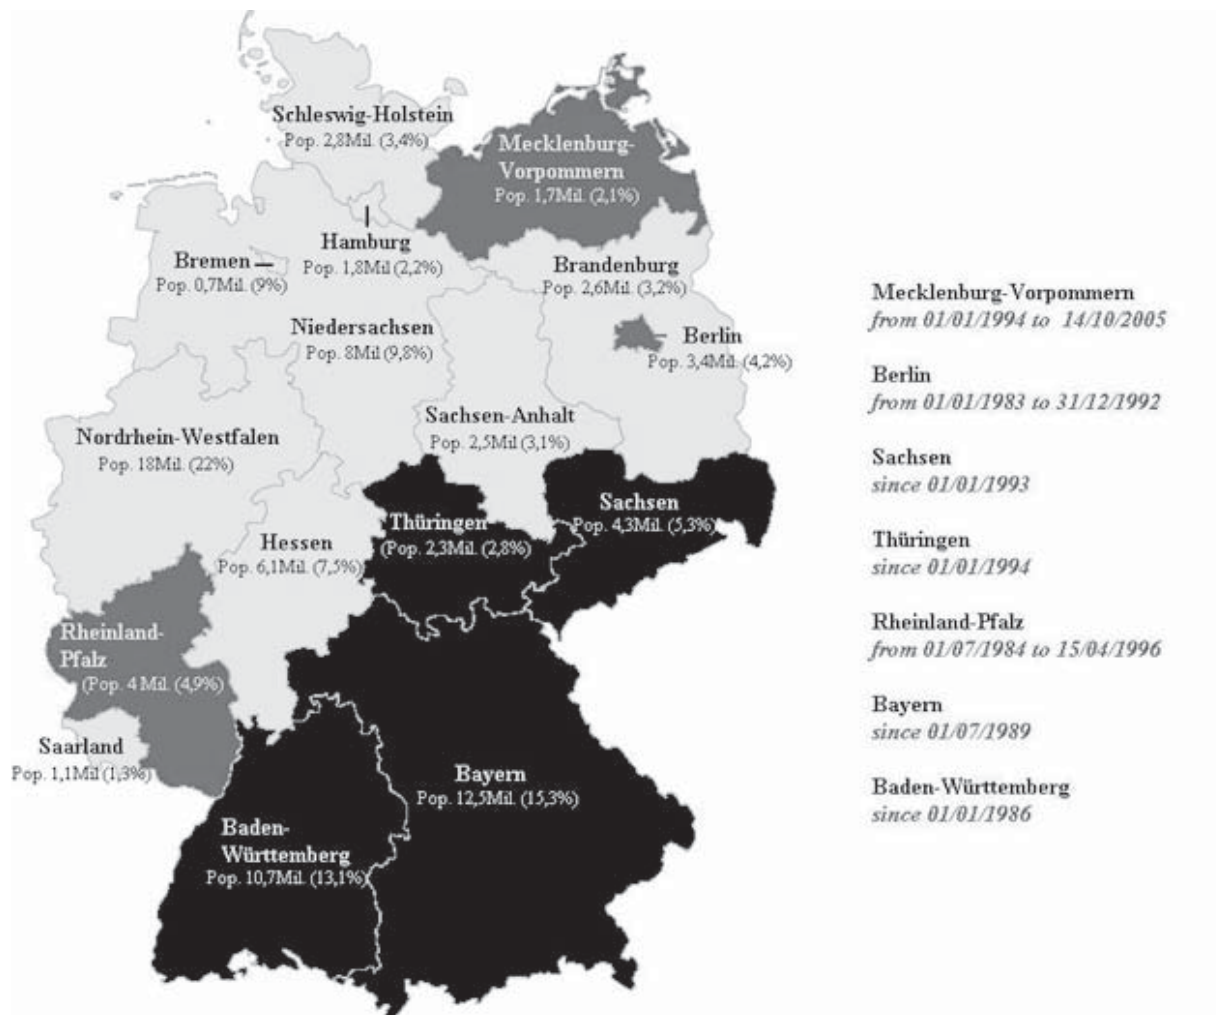 Schleswig-Holstein
Pop. 2,8Mil. (3,4%)
Mecklenburg-
Vorpommern
Pop. 1,7Mil. (2,1%)
Hamburg
Pop. 1,8Mil (2,2%)
Bremen
Pop. 0,7Mil. (9%)
Brandenburg
Pop. 2,6Mil. (3,2%)
Niedersachsen
Pop. 8Mil (9,8%)
Berlin
Pop. 3,4Mil. (4,2%)
Sachsen-Anhalt
Pop. 2,5Mil (3,1%)
Nordrhein-Westfalen
Pop. 18Mil. (22%)
Sachsen
Pop. 4,3Mil. (5,3%)
Thüringen
(Pop. 2,3Mil. (2,8%)
Hessen
Pop. 6,1Mil. (7,5%)
Rheinland-
Pfalz
(Pop. 4 Mil. (4,9%)
Saarland
Pop. 1,1Mil (1,3%)
Bayern
Pop. 12,5Mil. (15,3%)
Baden-
Württemberg
Pop. 10,7Mil. (13,1%)
Mecklenburg-Vorpommern
from 01/01/1994 to 14/10/2005
Berlin
from 01/01/1983 to 31/12/1992
Sachsen
since 01/01/1993
Thüringen
since 01/01/1994
Rheinland-Pfalz
from 01/07/1984 to 15/04/1996
Bayern
since 01/07/1989
Baden-Württemberg
since 01/01/1986